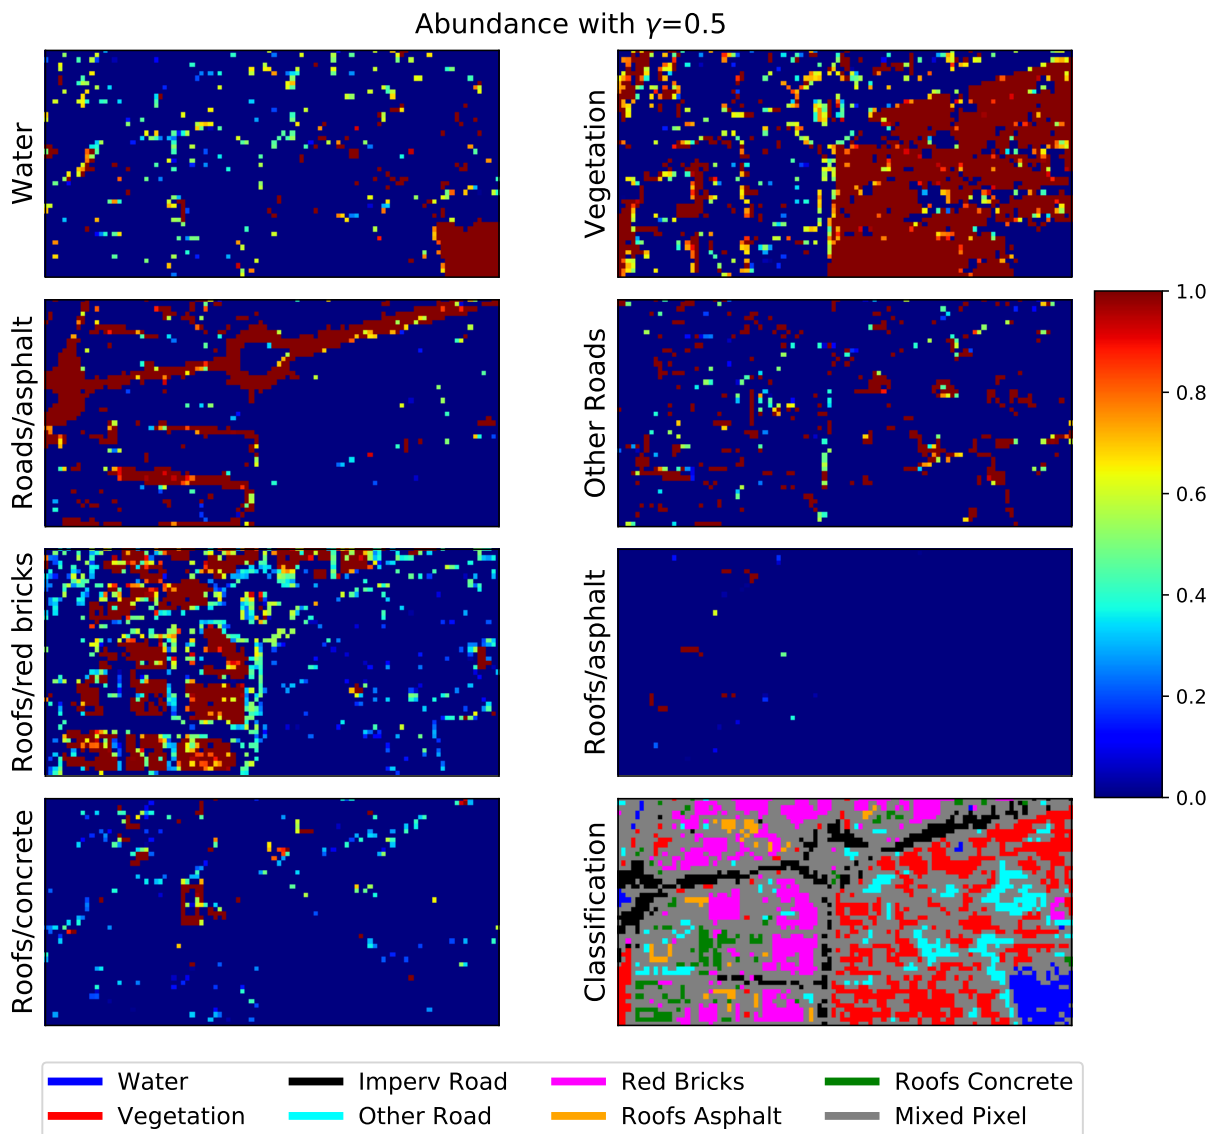 Abundance with γ=0.5
Water
Vegetation
Roads/asphalt
Other Roads
Roofs/red bricks
Roofs/asphalt
Roofs/concrete
Classification
1.0
0.8
0.6
0.4
0.2
0.0
Water
Imperv Road
Red Bricks
Roofs Concrete
Vegetation
Other Road
Roofs Asphalt
Mixed Pixel